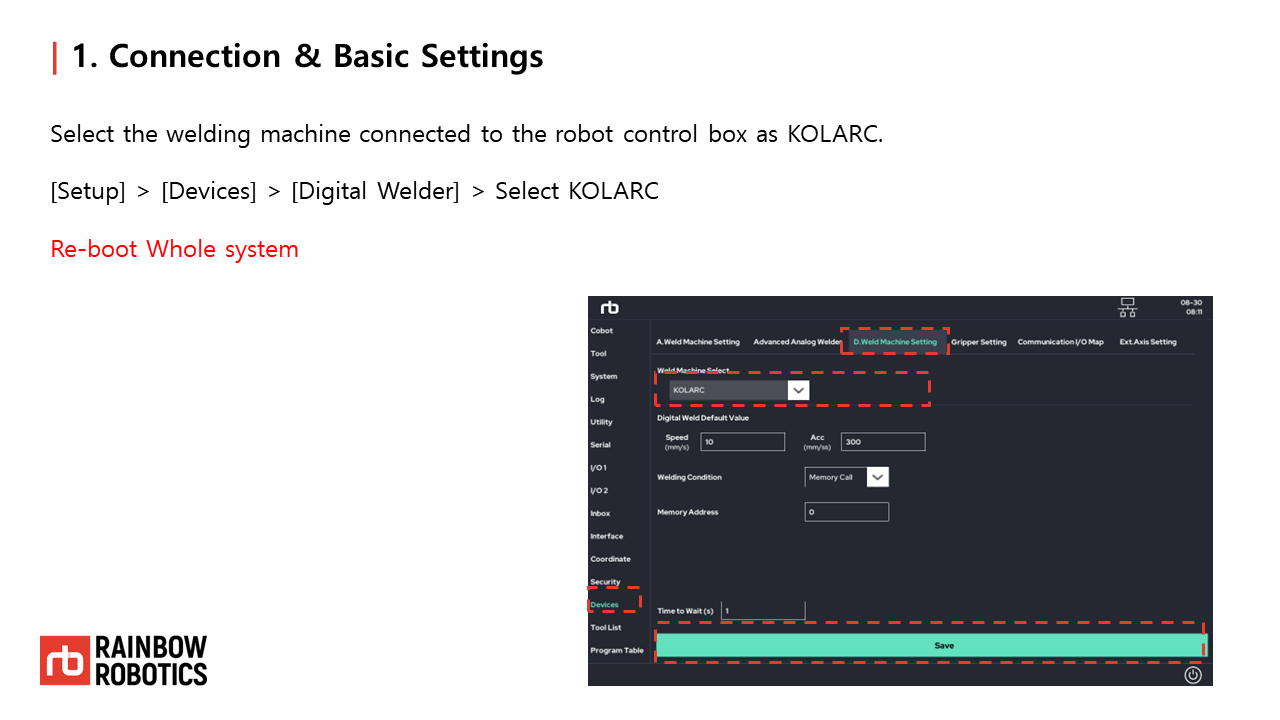 1. Connection & Basic Settings
Select the welding machine connected to the robot control box as KOLARC.
[Setup] > [Devices] > [Digital Welder] > Select KOLARC
Re-boot Whole system
rb
08-30
08:11
Cobot
Tool
System
Log
Utility
Serial
I/O 1
I/O 2
Inbox
Interface
Coordinate
Security
Devices
Tool List
Program Table
A.Weld Machine Setting Advanced Analog Welder D.Weld Machine Setting Gripper Setting Communication I/O Map Ext.Axis Setting
Weld Machine Select
KOLARC
Digital Weld Default Value
Speed (mm/s) 10 Acc (mm/ss) 300
Welding Condition Memory Call
Memory Address 0
Time to Wait (s) 1
Save
rb RAINBOW
ROBOTICS